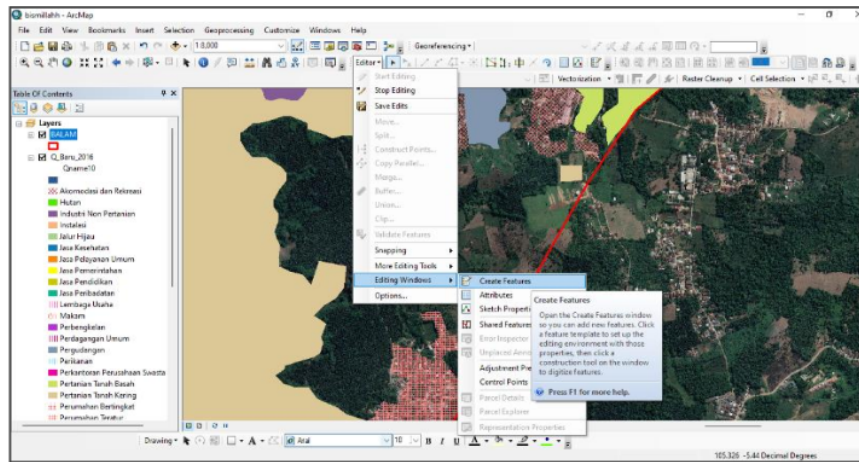 bismillahh - ArcMap
File Edit View Bookmarks Insert Selection Geoprocessing Customize Windows Help
1:8,000
Georeferencing
Editor
Vectorization
Raster Cleanup
Cell Selection
Table Of Contents
Layers
BALAM
Q_Baru_2016
Qname10
Akomodasi dan Rekreasi
Hutan
Industri Non Pertanian
Instalasi
Jalur Hijau
Jasa Kesehatan
Jasa Pelayanan Umum
Jasa Pemerintahan
Jasa Pendidikan
Jasa Peribadatan
Lembaga Usaha
Makam
Perbengkelan
Perdagangan Umum
Pergudangan
Perikanan
Perkantoran Perusahaan Swasta
Pertanian Tanah Basah
Pertanian Tanah Kering
Perumahan Bertingkat
Perumahan Teratur
Start Editing
Stop Editing
Save Edits
Move...
Split...
Construct Points...
Copy Parallel...
Merge...
Buffer...
Union...
Clip...
Validate Features
Snapping
More Editing Tools
Editing Windows
Options...
Create Features
Attributes
Sketch Properti
Shared Features
Error Inspector
Unplaced Anno
Adjustment Pre
Control Points
Parcel Details
Parcel Explorer
Representation Properties
Create Features
Open the Create Features window
so you can add new features. Click
a feature template to set up the
editing environment with those
properties, then click a
construction tool on the window
to digitize features.
Press F1 for more help.
Drawing
Arial
10
B I U A
105.326 -5.44 Decimal Degrees